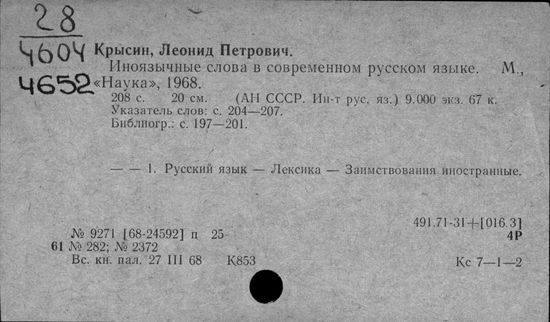 28
4604
4652
Крысин, Леонид Петрович.
Иноязычные слова в современном русском языке. М.,
«Наука», 1968.
208 с. 20 см. (АН СССР. Ин-т рус. яз.) 9.000 экз. 67 к.
Указатель слов: с. 204—207.
Библиогр.: с. 197—201.
— — 1. Русский язык — Лексика — Заимствования иностранные.
491.71-31+[016.3]
4Р
№ 9271 [68-24592] п 25
61 № 282; № 2372
Вс. кн. пал. 27 III 68 К853 Кс 7—1—2